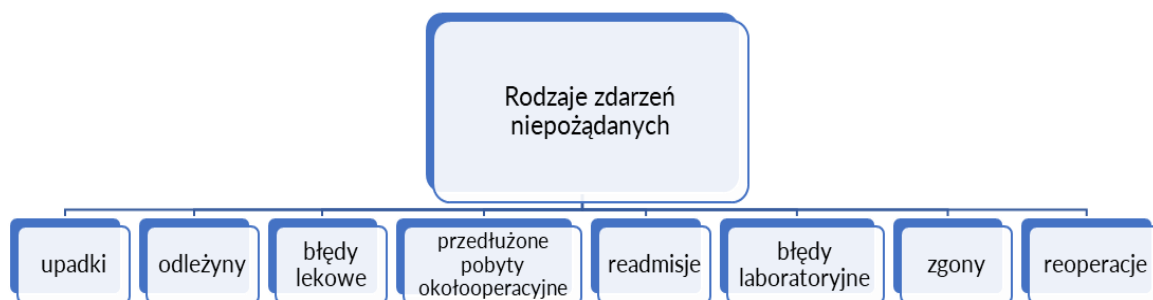 Rodzaje zdarzeń
niepożądanych
upadki
odleżyny
błędy
lekowe
przedłużone
pobyty
okołooperacyjne
readmisje
błędy
laboratoryjne
zgony
reoperacje